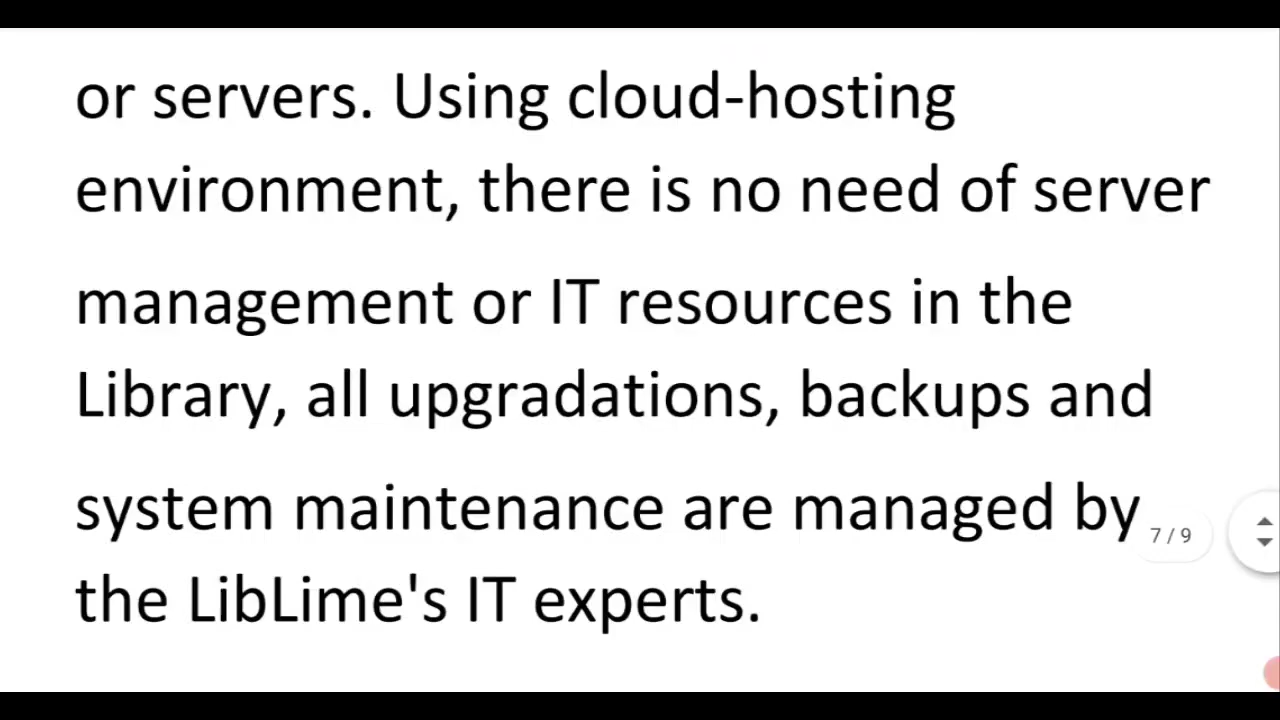 or servers. Using cloud-hosting
environment, there is no need of server
management or IT resources in the
Library, all upgradations, backups and
system maintenance are managed by
7 / 9
the LibLime's IT experts.